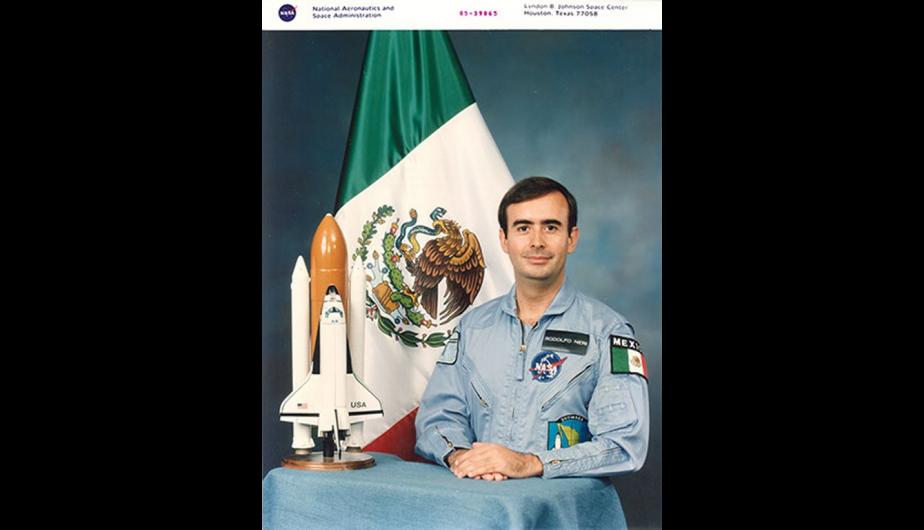 NASA
National Aeronautics and
Space Administration
85-39865
Lyndon B. Johnson Space Center
Houston, Texas 77058
RODOLFO NERI
MEXI
NASA
USA